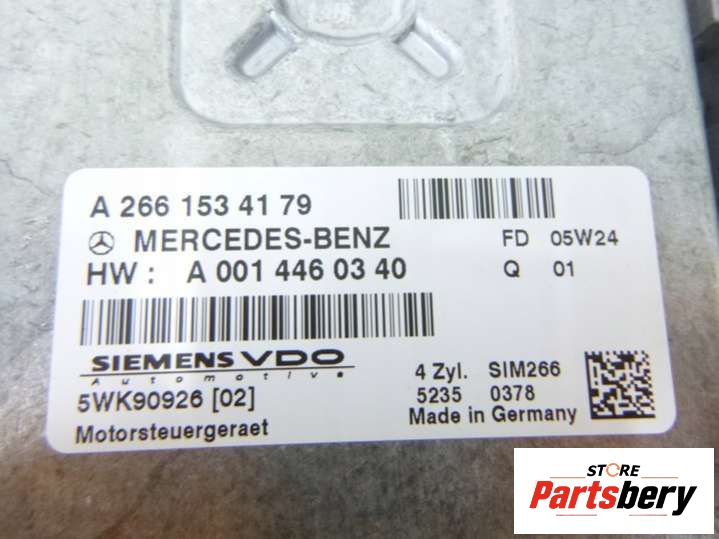 A 266 153 41 79
MERCEDES-BENZ
FD 05W24
HW : A 001 446 03 40
Q 01
SIEMENS VDO
Automotive
4 Zyl. SIM266
5WK90926 [02]
5235 0378
Motorsteuergeraet
Made in Germany
STORE
Partsbery